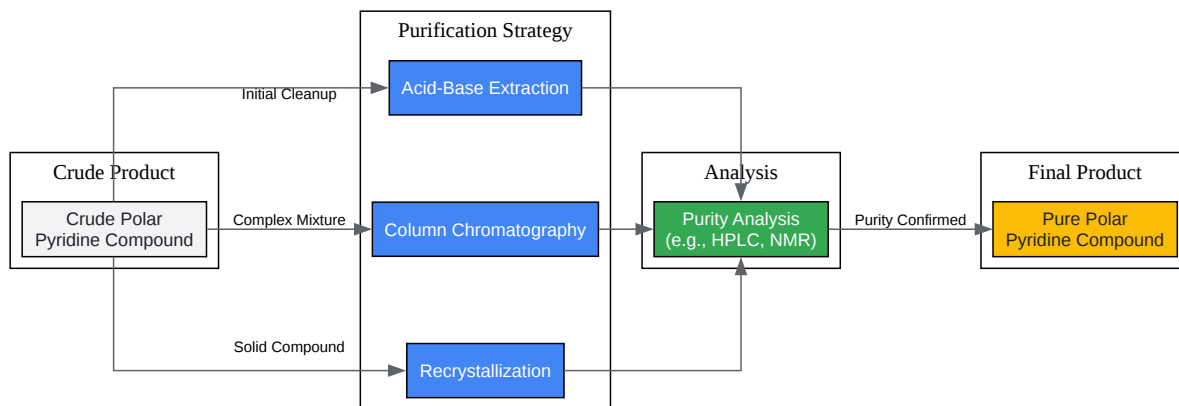 Purification Strategy
Acid-Base Extraction
Initial Cleanup
Crude Product
Crude Polar
Pyridine Compound
Complex Mixture
Column Chromatography
Analysis
Purity Analysis
(e.g., HPLC, NMR)
Purity Confirmed
Final Product
Pure Polar
Pyridine Compound
Solid Compound
Recrystallization